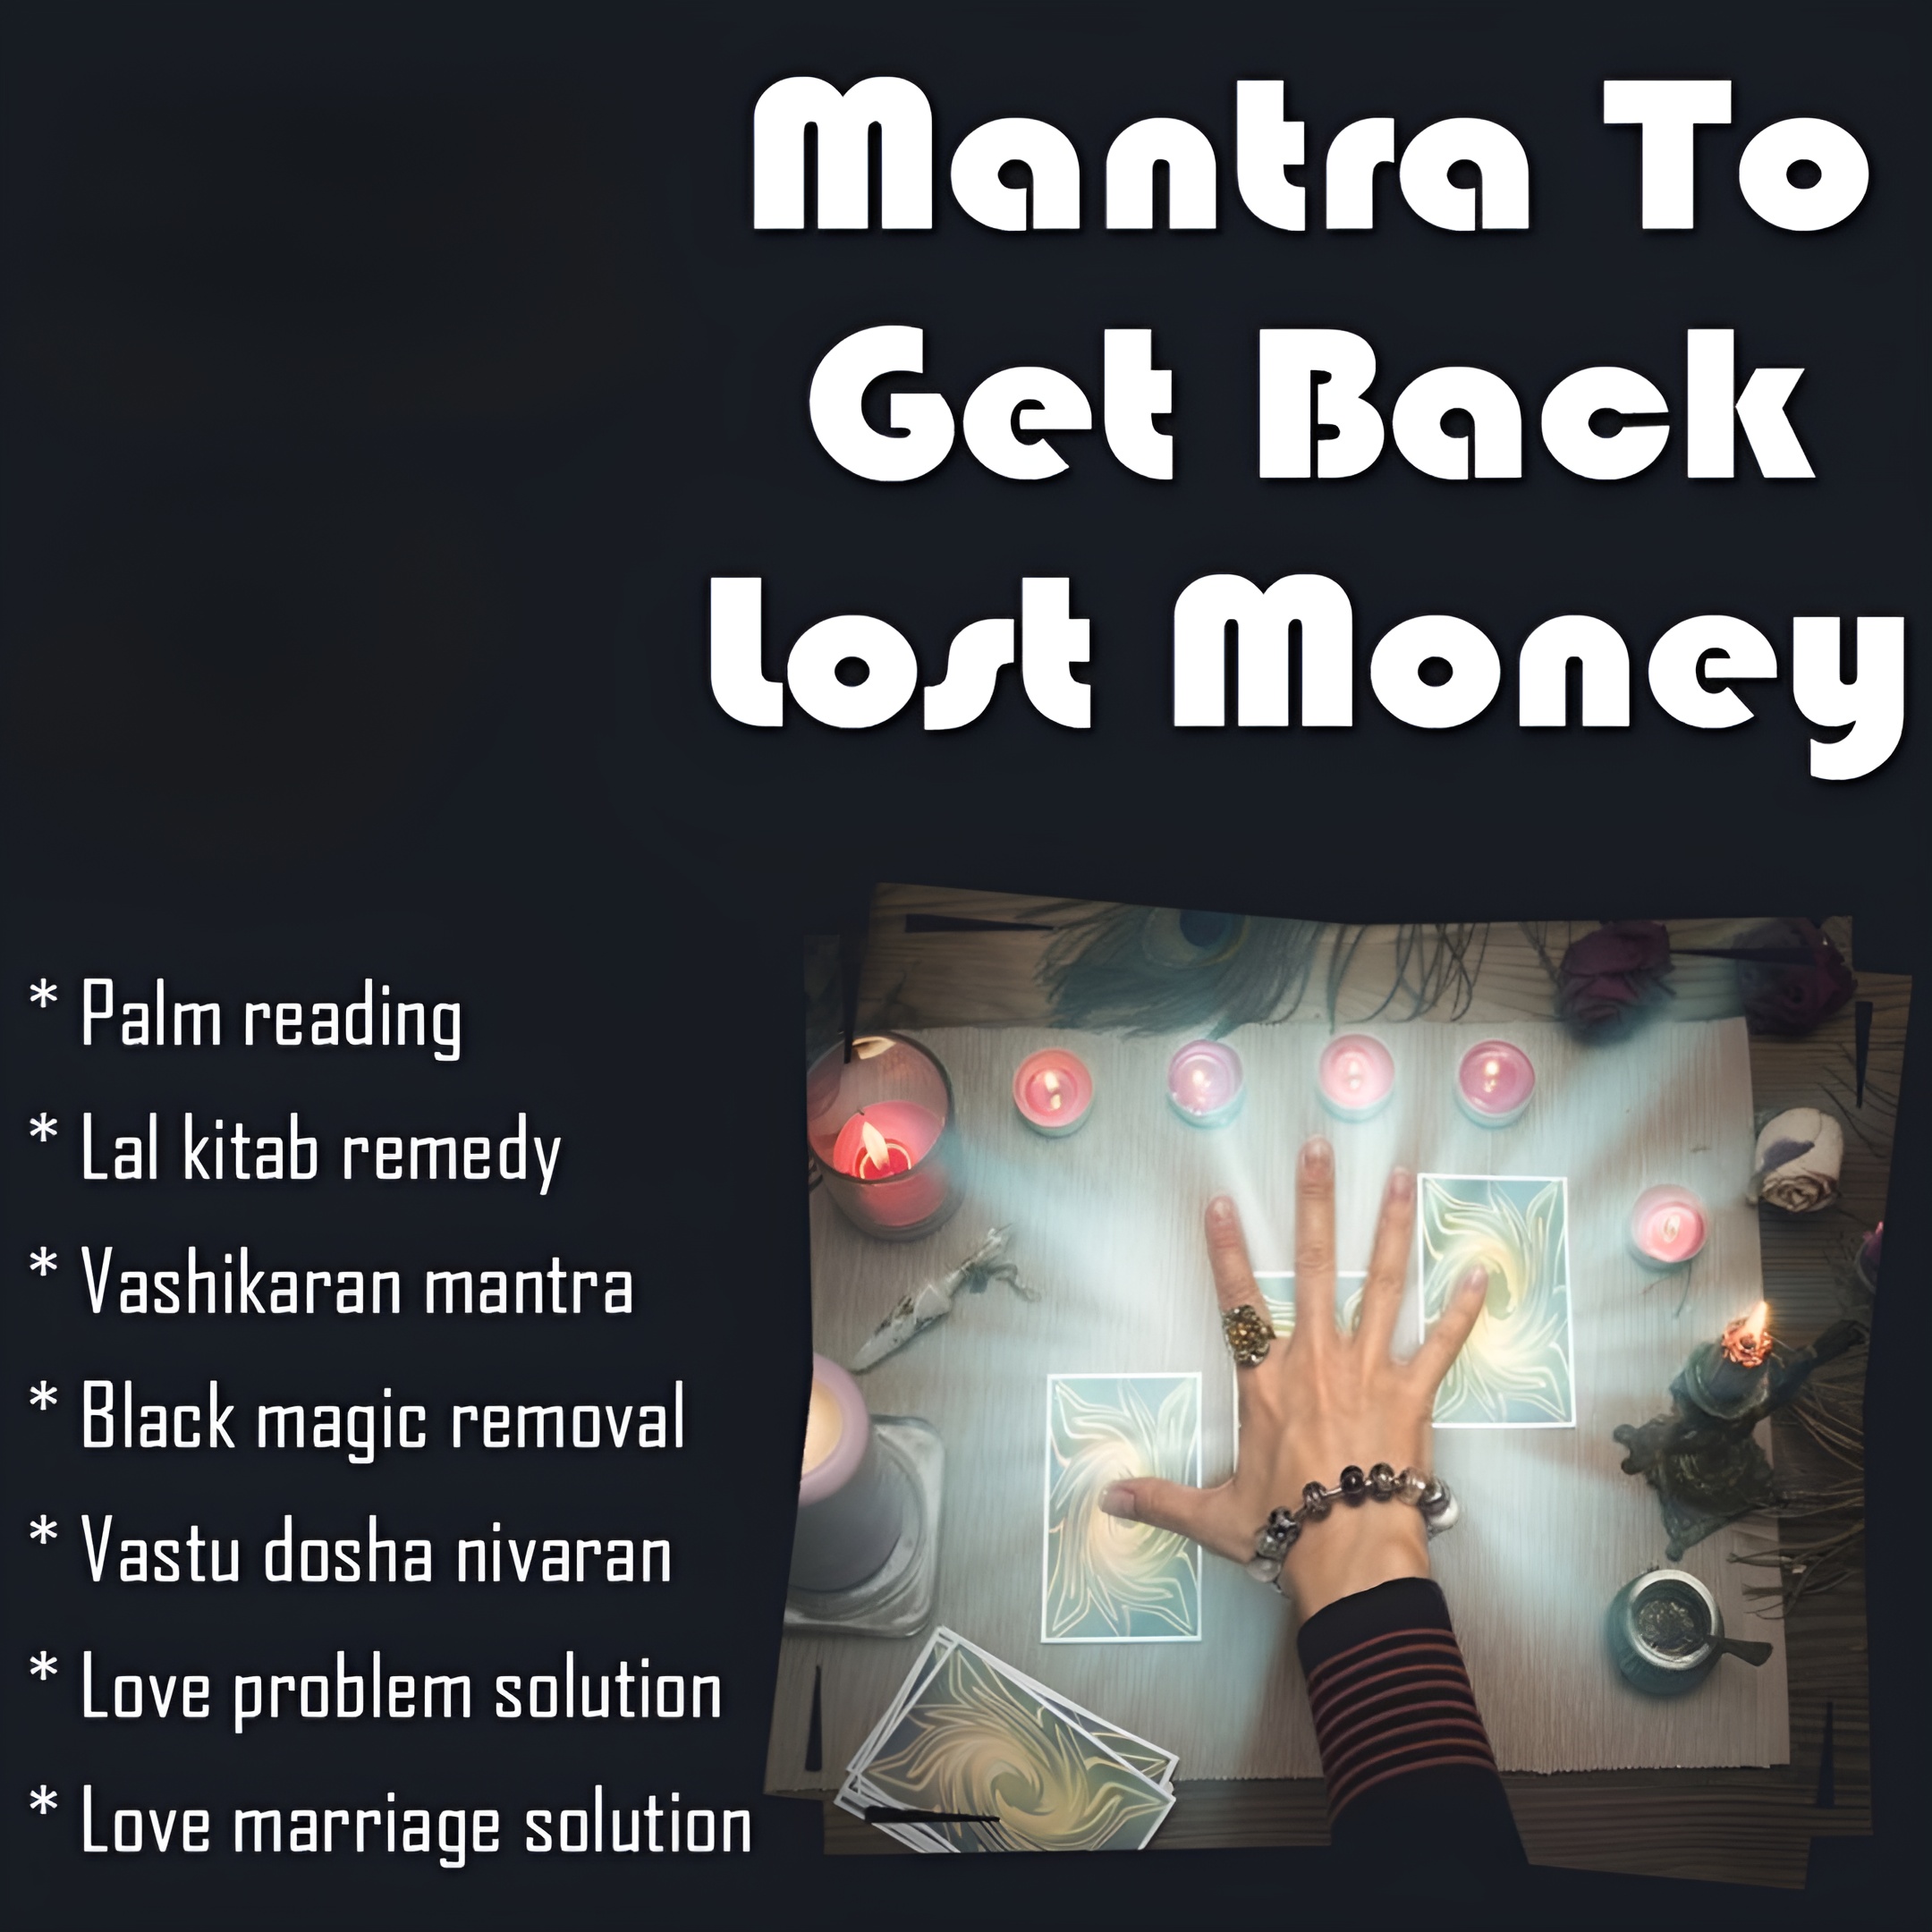 Mantra To
Get Back
Lost Money
* Palm reading
* Lal kitab remedy
* Vashikaran mantra
* Black magic removal
* Vastu dosha nivaran
* Love problem solution
* Love marriage solution